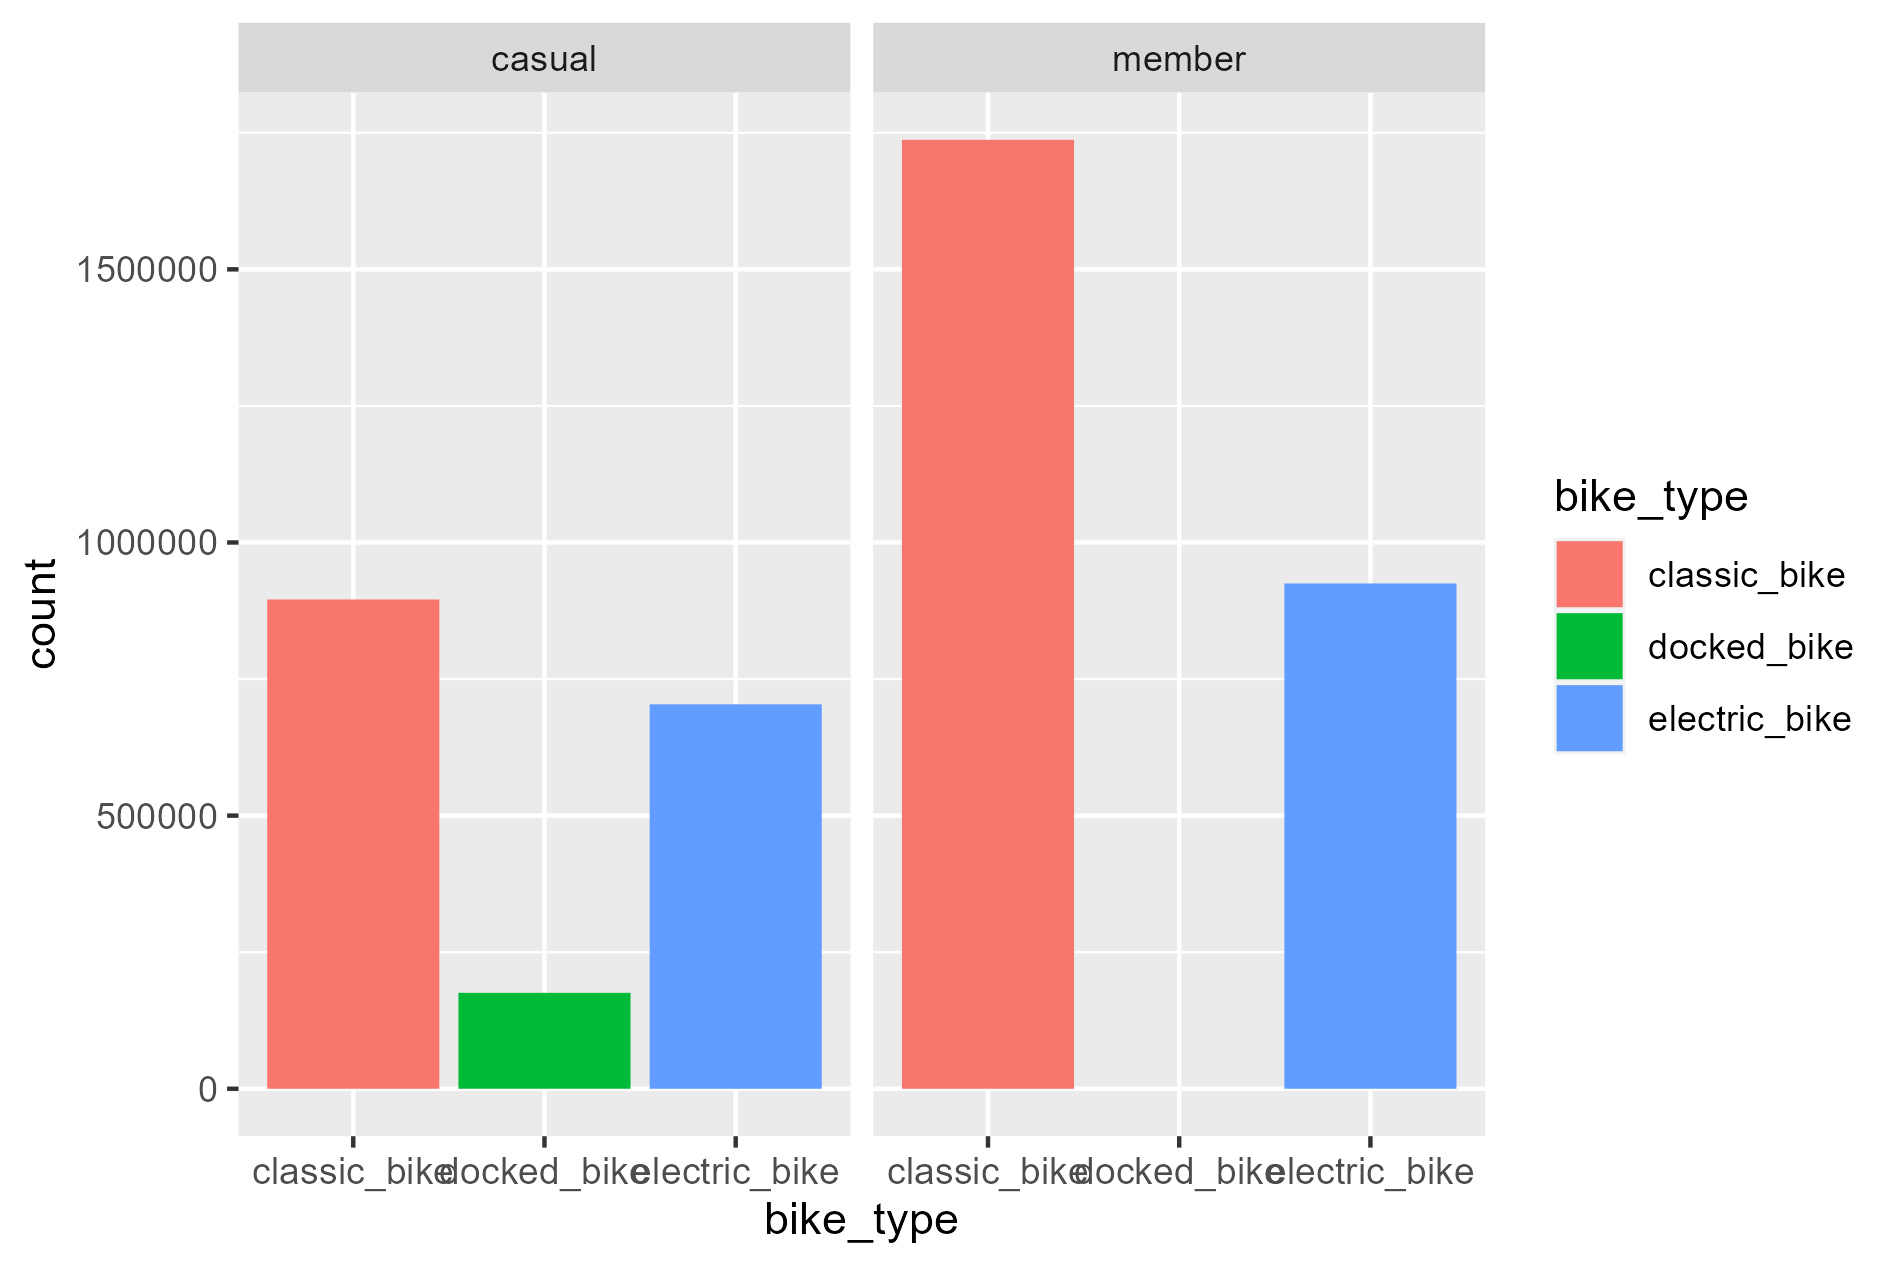 casual
member
1500000
1000000
500000
0
count
classic_bike
docked_bike
electric_bike
classic_bike
docked_bike
electric_bike
bike_type
bike_type
classic_bike
docked_bike
electric_bike